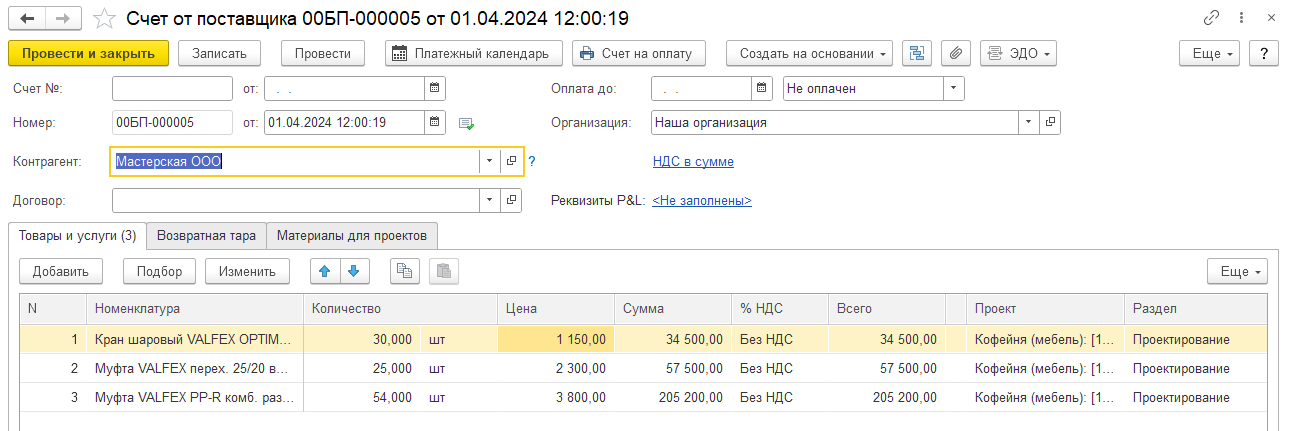 Счет от поставщика 00БП-000005 от 01.04.2024 12:00:19
Провести и закрыть Записать Провести Платежный календарь Счет на оплату Создать на основании ЭДО Еще ?
Счет №: от: . . Оплата до: . . Не оплачен
Номер: 00БП-000005 от: 01.04.2024 12:00:19 Организация: Наша организация
Контрагент: Мастерская ООО ? НДС в сумме
Договор: Реквизиты P&L: <Не заполнены>
Товары и услуги (3) Возвратная тара Материалы для проектов
Добавить Подбор Изменить Еще
N Номенклатура Количество Цена Сумма % НДС Всего Проект Раздел
1 Кран шаровый VALFEX OPTIM... 30,000 шт 1 150,00 34 500,00 Без НДС 34 500,00 Кофейня (мебель): [1... Проектирование
2 Муфта VALFEX перех. 25/20 в... 25,000 шт 2 300,00 57 500,00 Без НДС 57 500,00 Кофейня (мебель): [1... Проектирование
3 Муфта VALFEX PP-R комб. раз... 54,000 шт 3 800,00 205 200,00 Без НДС 205 200,00 Кофейня (мебель): [1... Проектирование